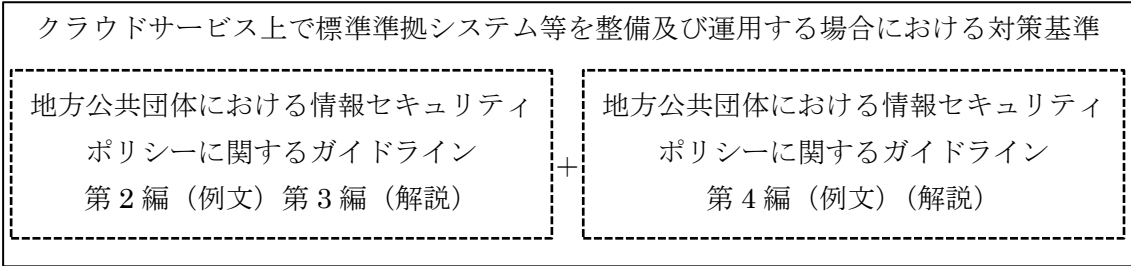 クラウドサービス上で標準準拠システム等を整備及び運用する場合における対策基準
地方公共団体における情報セキュリティ
ポリシーに関するガイドライン
第 2 編（例文）第 3 編（解説）
+
地方公共団体における情報セキュリティ
ポリシーに関するガイドライン
第 4 編（例文）（解説）